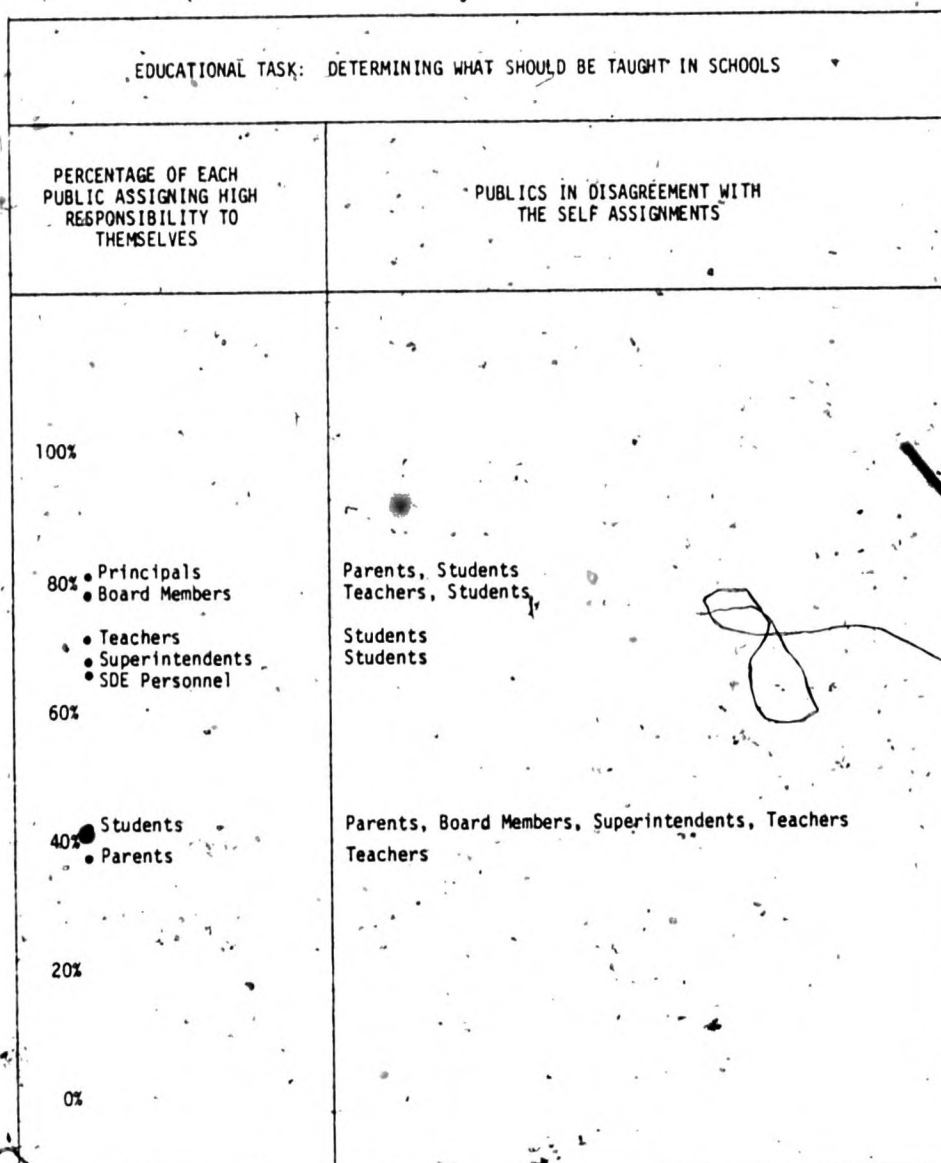 EDUCATIONAL TASK: DETERMINING WHAT SHOULD BE TAUGHT IN SCHOOLS
PERCENTAGE OF EACH
PUBLIC ASSIGNING HIGH
RESPONSIBILITY TO
THEMSELVES
PUBLICS IN DISAGREEMENT WITH
THE SELF ASSIGNMENTS
100%
80% • Principals Parents, Students
• Board Members Teachers, Students
• Teachers Students
• Superintendents Students
• SDE Personnel
60%
Students Parents, Board Members, Superintendents, Teachers
40%
• Parents Teachers
20%
0%